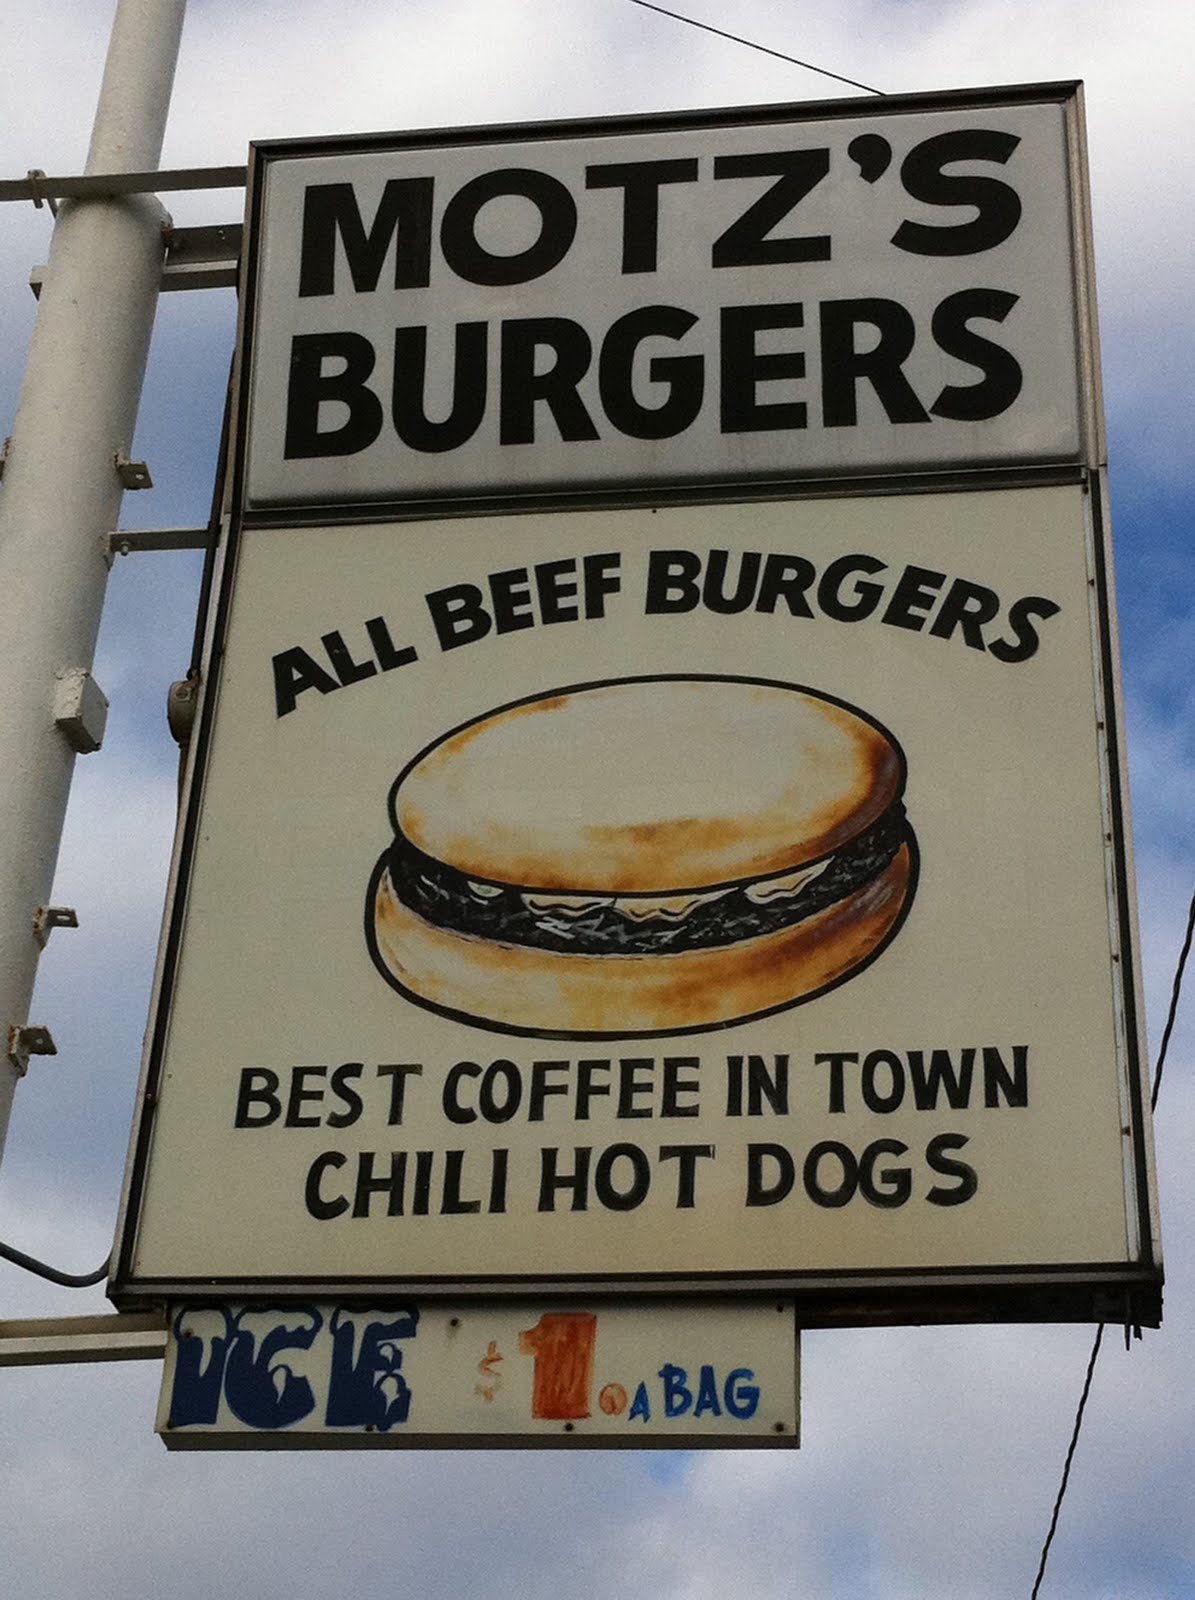 MOTZ'S
BURGERS
ALL BEEF BURGERS
BEST COFFEE IN TOWN
CHILI HOT DOGS
ICE $1. A BAG